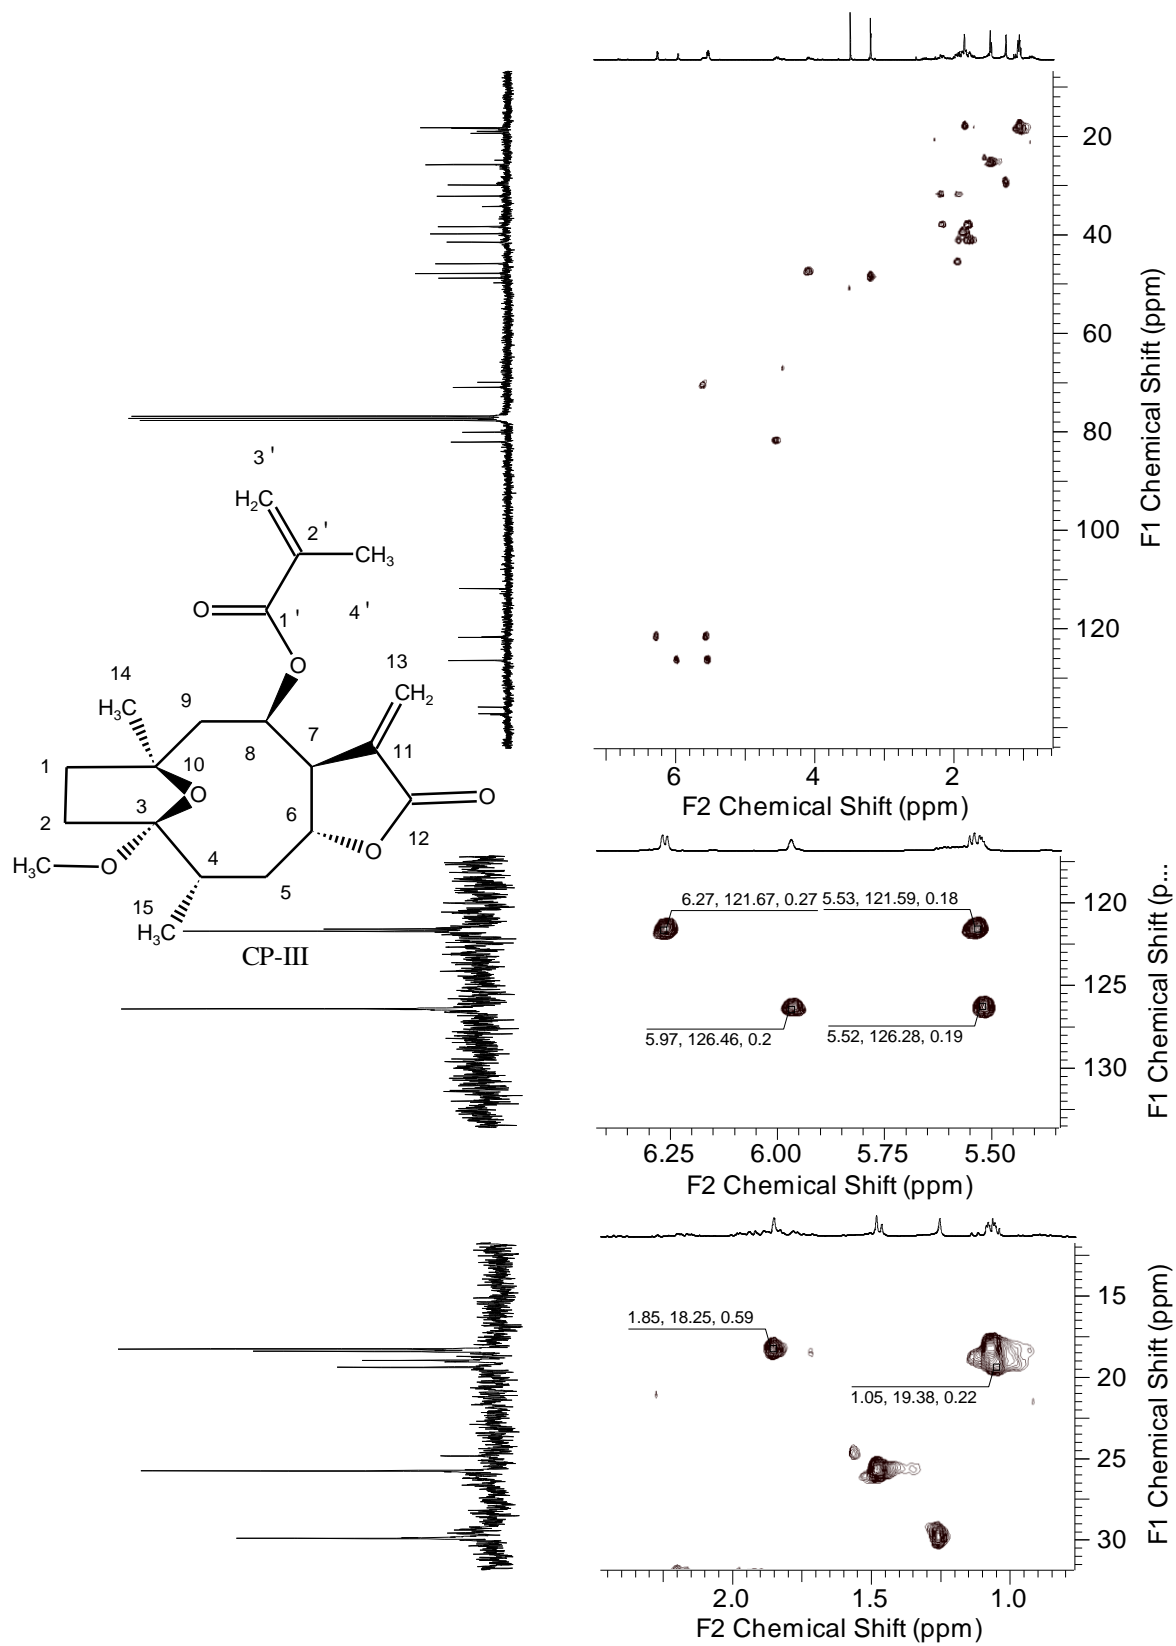 20
40
60
80
100
120
F1 Chemical Shift (ppm)
6 4 2
F2 Chemical Shift (ppm)
3 '
H2C
2 '
CH3
O
1 '
4 '
O
14
13
H3C
9
CH2
7
8
11
1
10
O
O
3
2
6
12
O
H3C
O
4
5
15
H3C
CP-III
6.27, 121.67, 0.27
5.53, 121.59, 0.18
5.97, 126.46, 0.2
5.52, 126.28, 0.19
120
125
130
F1 Chemical Shift (p...
6.25 6.00 5.75 5.50
F2 Chemical Shift (ppm)
1.85, 18.25, 0.59
1.05, 19.38, 0.22
15
20
25
30
F1 Chemical Shift (ppm)
2.0 1.5 1.0
F2 Chemical Shift (ppm)